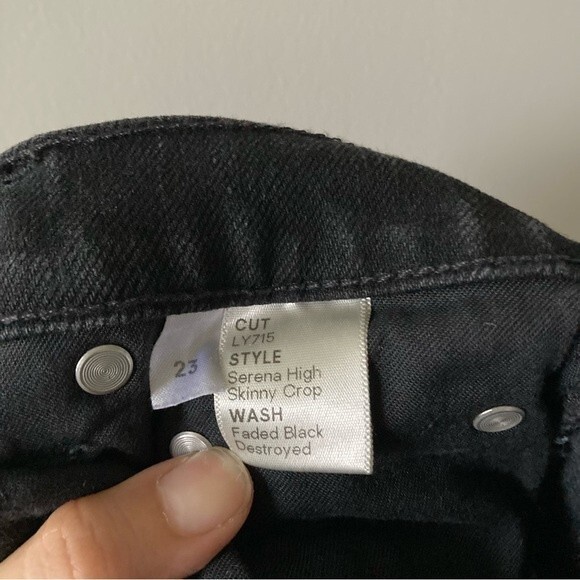 23
CUT
LY715
STYLE
Serena High
Skinny Crop
WASH
Faded Black
Destroyed